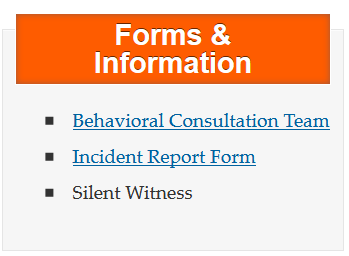 Forms &
Information
Behavioral Consultation Team
Incident Report Form
Silent Witness